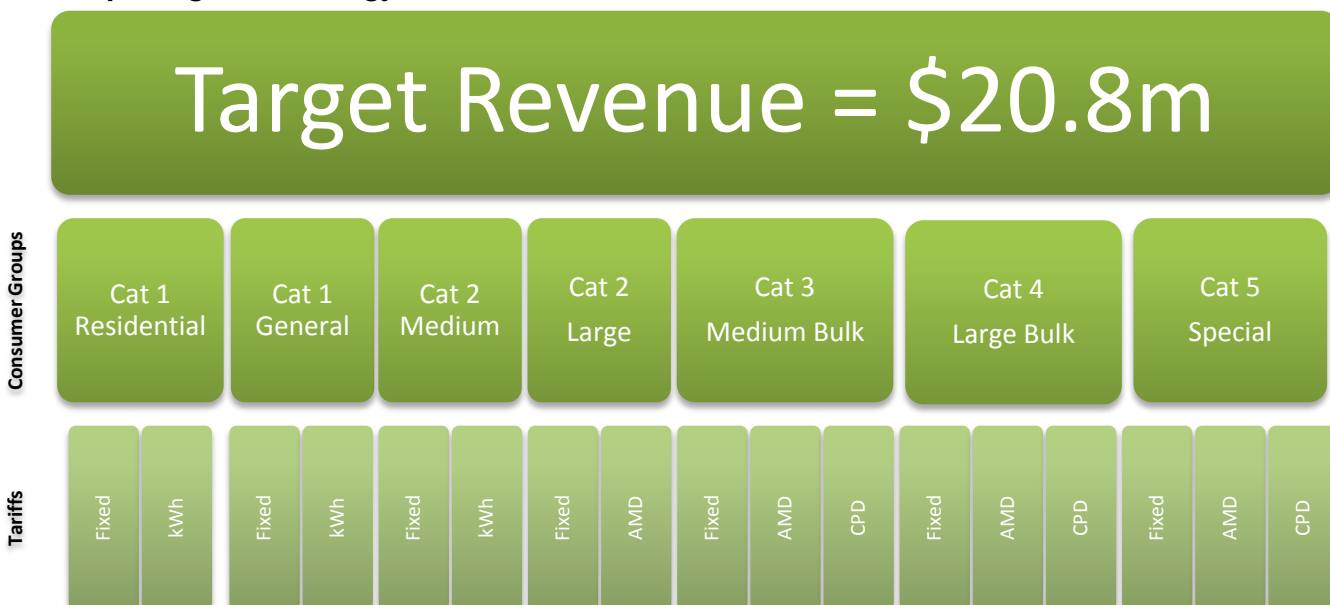 Target Revenue = $20.8m
Consumer Groups
Cat 1
Residential
Cat 1
General
Cat 2
Medium
Cat 2
Large
Cat 3
Medium Bulk
Cat 4
Large Bulk
Cat 5
Special
Tariffs
Fixed
kWh
Fixed
kWh
Fixed
kWh
Fixed
AMD
Fixed
AMD
CPD
Fixed
AMD
CPD
Fixed
AMD
CPD